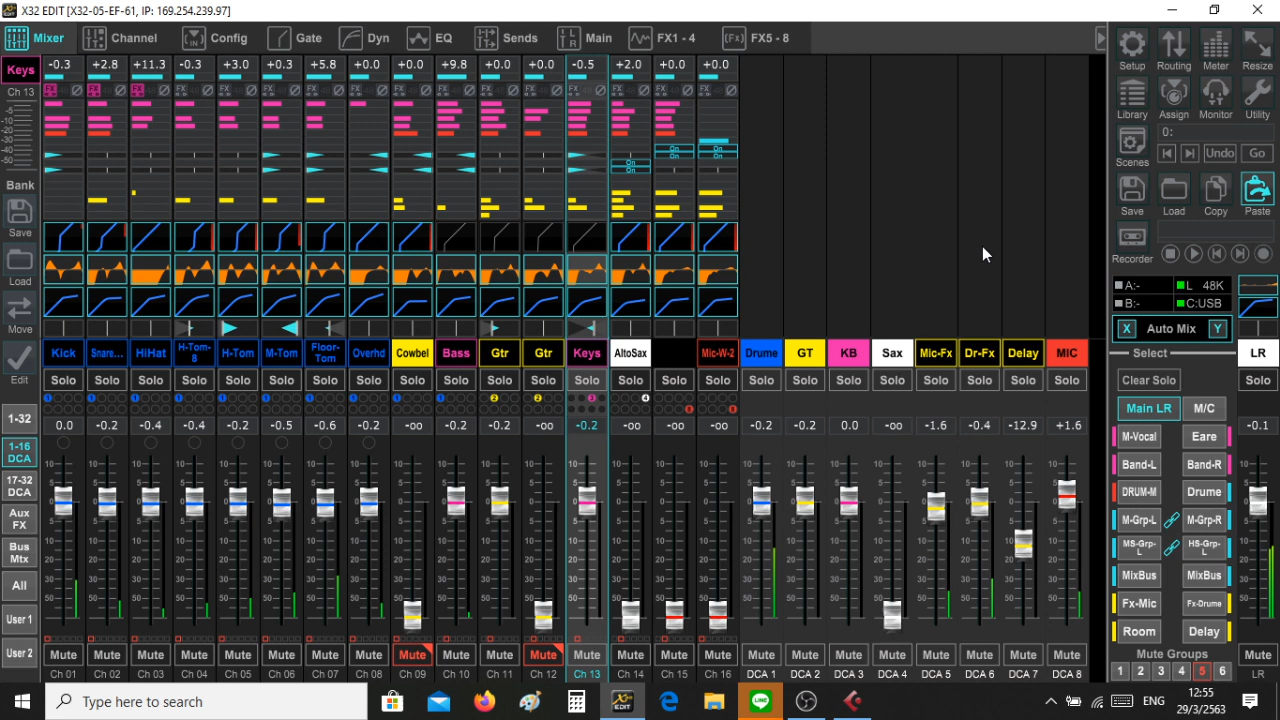 X32 EDIT [X32-05-EF-61, IP: 169.254.239.97]
Mixer Channel Config Gate Dyn EQ Sends Main FX1 - 4 FX5 - 8
Keys -0.3 +2.8 +11.3 -0.3 +3.0 +0.3 +5.8 +0.0 +0.0 +9.8 +0.0 +0.0 -0.5 +2.0 +0.0 +0.0
Ch 13
Setup Routing Meter Resize
Library Assign Monitor Utility
0:
Scenes Undo Go
Save Load Copy Paste
Recorder
A:- L 48K
B:- C:USB
X Auto Mix Y
Bank
Save
Load
Move
Edit
On On On
On On On
Kick Snare... HiHat H-Tom-8 H-Tom M-Tom Floor-Tom Overhd Cowbel Bass Gtr Gtr Keys AltoSax Mic-W-2 Drume GT KB Sax Mic-Fx Dr-Fx Delay MIC Select LR
Solo Solo Solo Solo Solo Solo Solo Solo Solo Solo Solo Solo Solo Solo Solo Solo Solo Solo Solo Solo Solo Solo Solo Solo Clear Solo Solo
0.0 -0.2 -0.4 -0.4 -0.2 -0.5 -0.6 -0.2 -oo -0.2 -0.2 -oo -0.2 -oo -oo -oo -0.2 -0.2 0.0 -oo -1.6 -0.4 -12.9 +1.6 -0.1
Main LR M/C
M-Vocal Eare
Band-L Band-R
DRUM-M Drume
M-Grp-L M-Grp-R
MS-Grp-L HS-Grp-L
MixBus MixBus
Fx-Mic Fx-Drume
Room Delay
Mute Groups
1 2 3 4 5 6
1-32
1-16 DCA
17-32 DCA
Aux FX
Bus Mtx
All
User 1
User 2
Mute Mute Mute Mute Mute Mute Mute Mute Mute Mute Mute Mute Mute Mute Mute Mute Mute Mute Mute Mute Mute Mute Mute Mute Mute
Ch 01 Ch 02 Ch 03 Ch 04 Ch 05 Ch 06 Ch 07 Ch 08 Ch 09 Ch 10 Ch 11 Ch 12 Ch 13 Ch 14 Ch 15 Ch 16 DCA 1 DCA 2 DCA 3 DCA 4 DCA 5 DCA 6 DCA 7 DCA 8 LR
Type here to search
X32 EDIT
LINE
ENG
12:55
29/3/2563